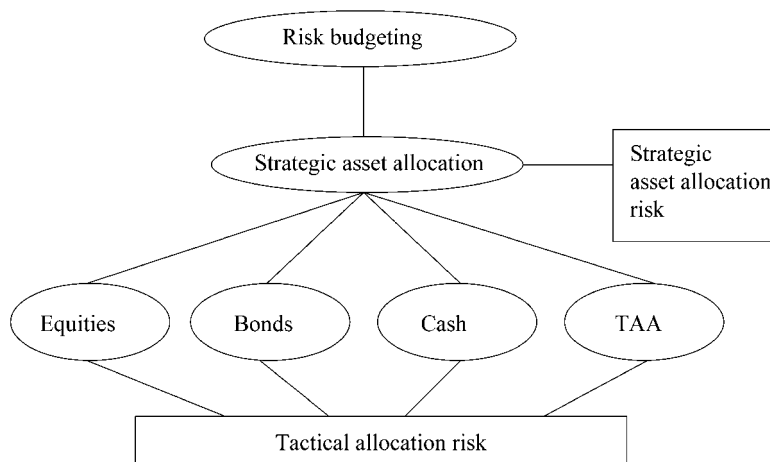 Risk budgeting
Strategic asset allocation
Strategic
asset allocation
risk
Equities
Bonds
Cash
TAA
Tactical allocation risk